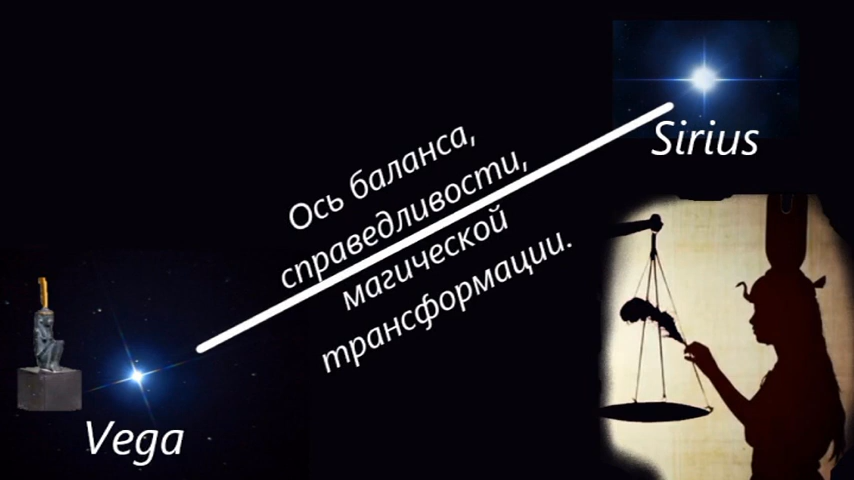 Sirius
Ось баланса,
справедливости,
магической
трансформации.
Vega